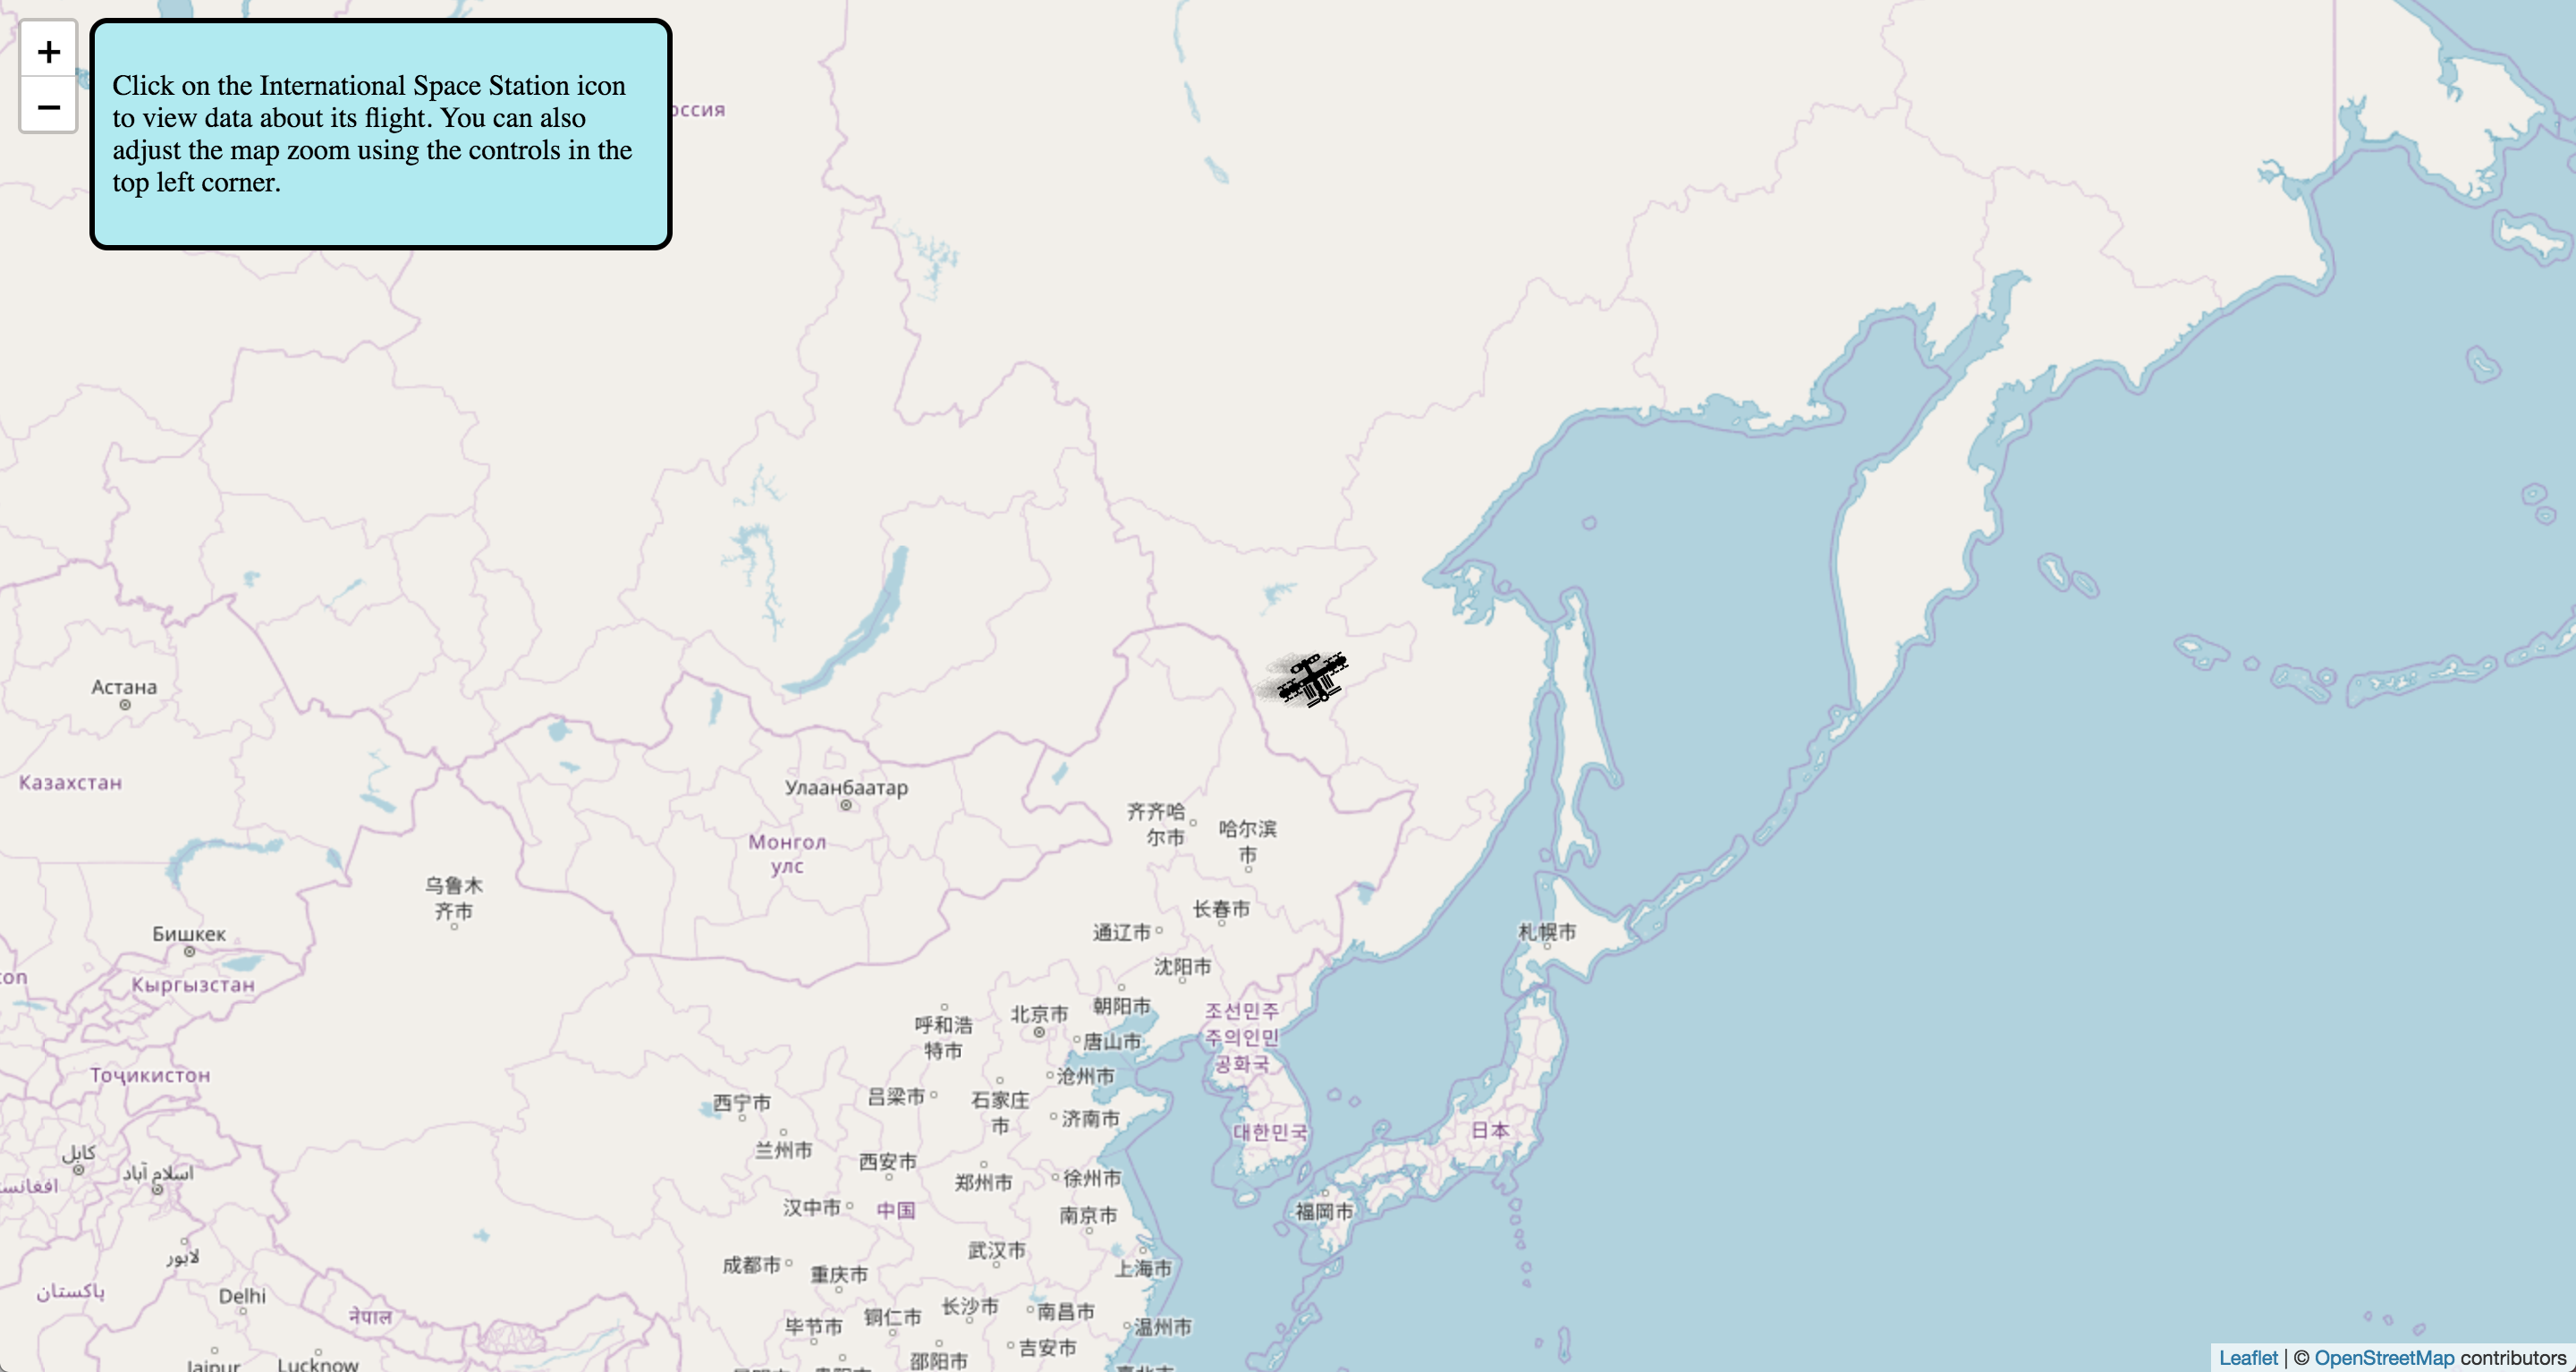 +
−
Click on the International Space Station icon
to view data about its flight. You can also
adjust the map zoom using the controls in the
top left corner.
оссия
Астана
Казахстан
Улаанбаатар
Монгол
улс
齐齐哈
尔市
哈尔滨
市
乌鲁木
齐市
长春市
Бишкек
通辽市
札幌市
沈阳市
Кыргызстан
朝阳市
조선민주
주의인민
공화국
北京市
呼和浩
特市
唐山市
Тоҷикистон
沧州市
吕梁市
石家庄
市
西宁市
济南市
대한민국
日本
兰州市
کابل
西安市
اسلام آباد
郑州市
徐州市
汉中市
中国
南京市
福岡市
武汉市
لاہور
成都市
重庆市
上海市
پاکستان
Delhi
नेपाल
铜仁市
长沙市
南昌市
毕节市
温州市
吉安市
邵阳市
Jaipur
Lucknow
Leaflet | © OpenStreetMap contributors